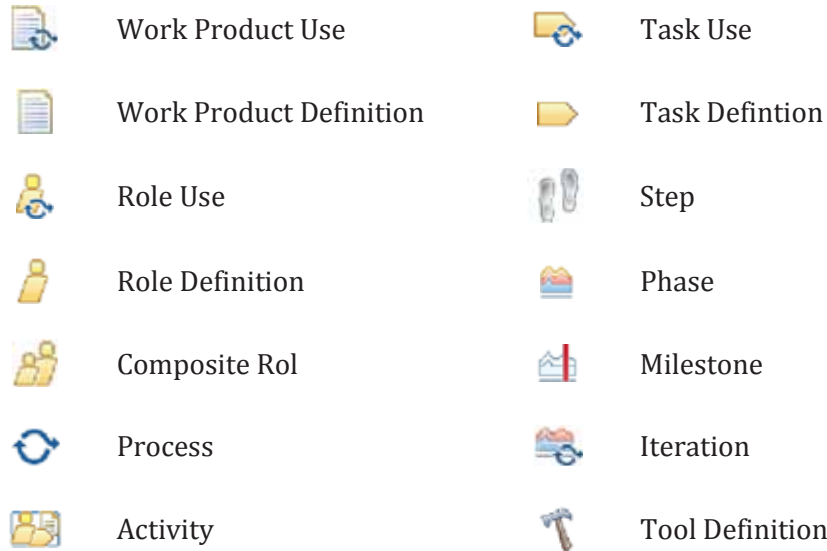 Work Product Use
Task Use
Work Product Definition
Task Defintion
Role Use
Step
Role Definition
Phase
Composite Rol
Milestone
Process
Iteration
Activity
Tool Definition